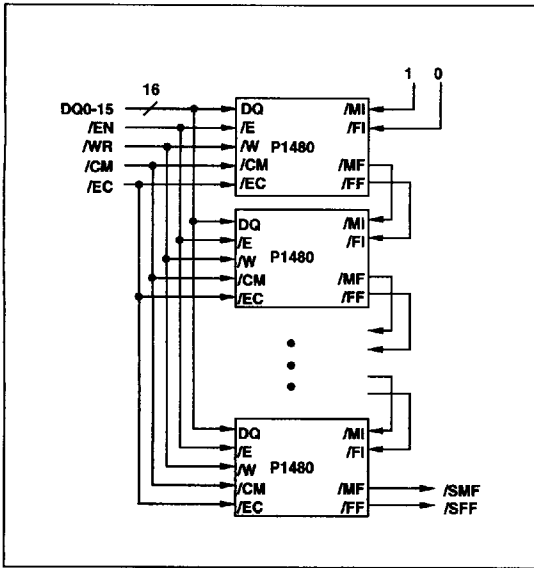 16
1 0
DQ0-15
/EN
/WR
/CM
/EC
DQ
/E
/W
/CM
/EC
P1480
/MI
/FI
/MF
/FF
DQ
/E
/W
/CM
/EC
P1480
/MI
/FI
/MF
/FF
DQ
/E
/W
/CM
/EC
P1480
/MI
/FI
/MF
/FF
/SMF
/SFF